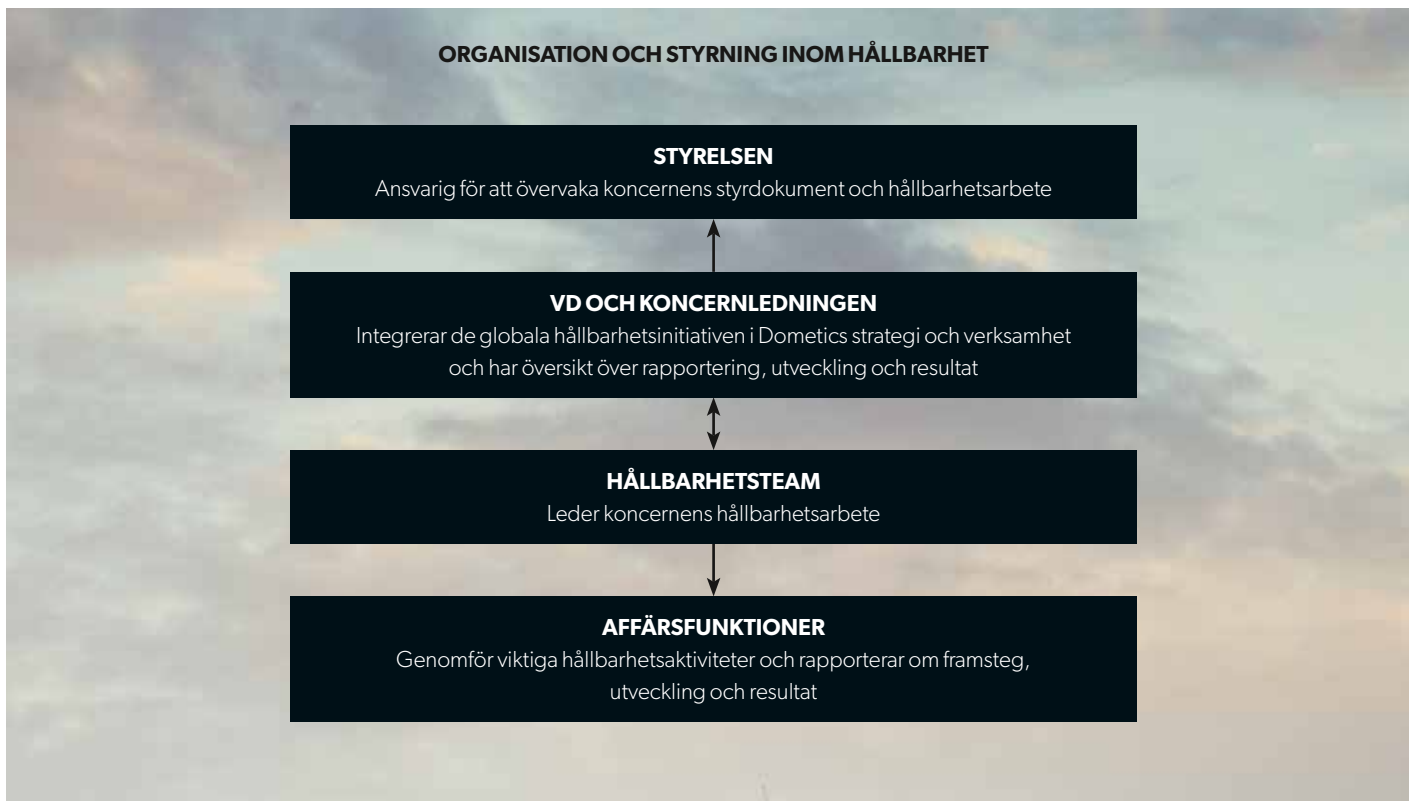 ORGANISATION OCH STYRNING INOM HÅLLBARHET
STYRELSEN
Ansvarig för att övervaka koncernens styrdokument och hållbarhetsarbete
VD OCH KONCERNLEDNINGEN
Integrerar de globala hållbarhetsinitiativen i Dometics strategi och verksamhet
och har översikt över rapportering, utveckling och resultat
HÅLLBARHETSTEAM
Leder koncernens hållbarhetsarbete
AFFÄRSFUNKTIONER
Genomför viktiga hållbarhetsaktiviteter och rapporterar om framsteg,
utveckling och resultat